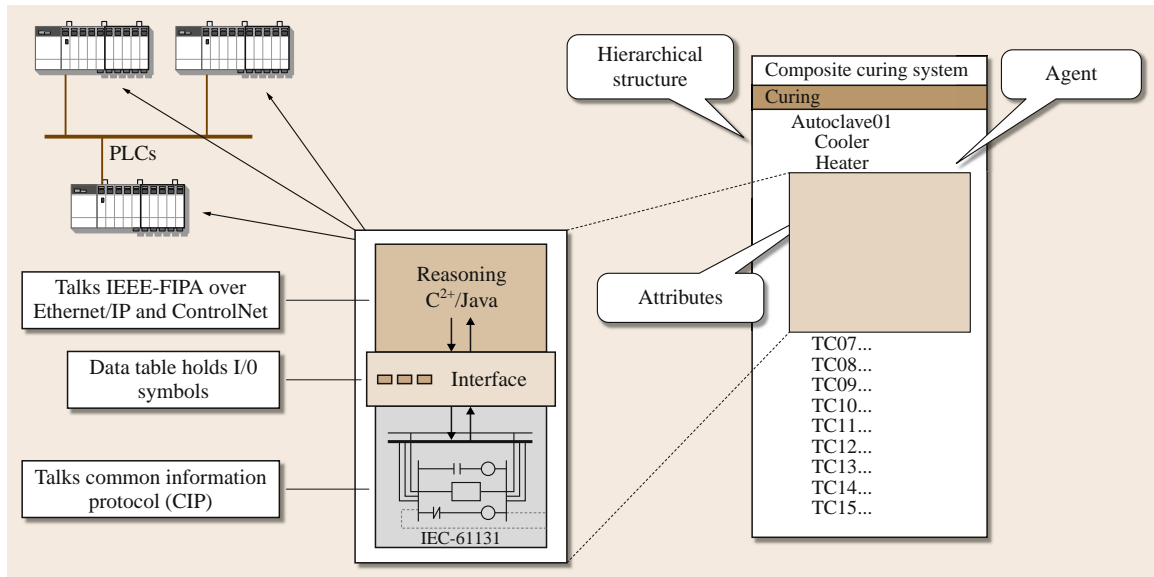 Hierarchical
structure
Composite curing system
Agent
Curing
Autoclave01
Cooler
Heater
PLCs
Talks IEEE-FIPA over
Ethernet/IP and ControlNet
Reasoning
C²⁺/Java
Attributes
Data table holds I/0
symbols
Interface
TC07...
TC08...
TC09...
TC10...
TC11...
TC12...
TC13...
TC14...
TC15...
Talks common information
protocol (CIP)
IEC-61131